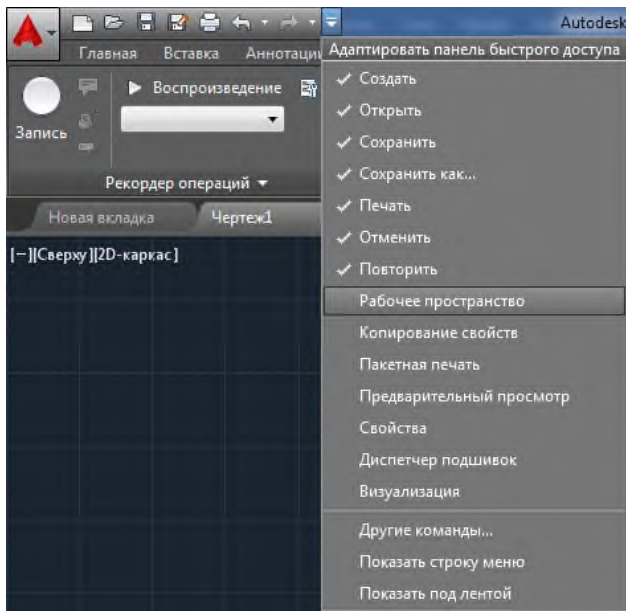 Autodesk
Главная Вставка Аннотации
Адаптировать панель быстрого доступа
Воспроизведение
Запись
Рекордер операций
Новая вкладка Чертеж1
[−][Сверху][2D-каркас]
Создать
Открыть
Сохранить
Сохранить как...
Печать
Отменить
Повторить
Рабочее пространство
Копирование свойств
Пакетная печать
Предварительный просмотр
Свойства
Диспетчер подшивок
Визуализация
Другие команды...
Показать строку меню
Показать под лентой